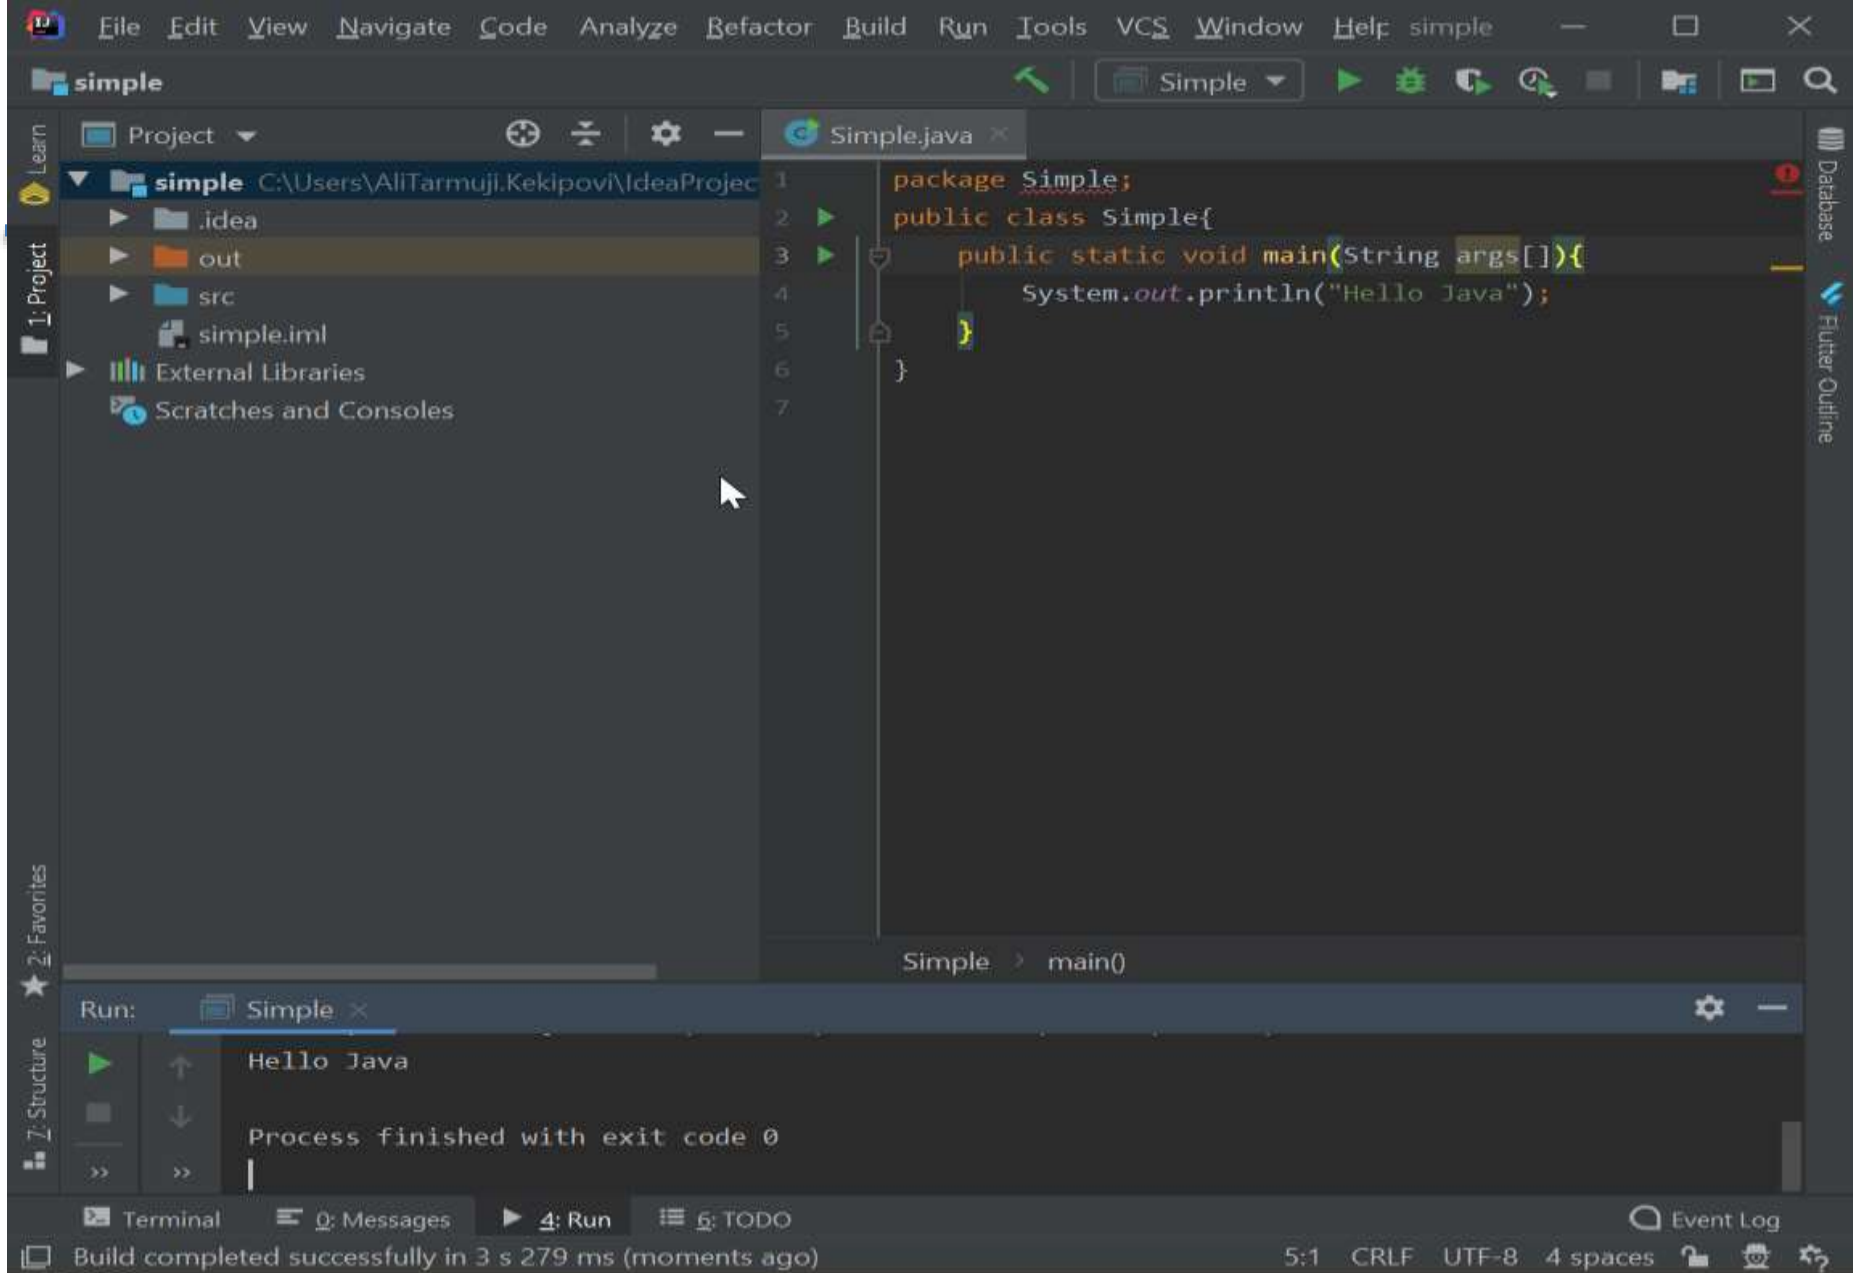 File Edit View Navigate Code Analyze Refactor Build Run Tools VCS Window Help simple
simple
Simple
Learn
1: Project
2: Favorites
7: Structure
Project
simple C:\Users\AliTarmuji.Kekipovi\IdeaProjec
.idea
out
src
simple.iml
External Libraries
Scratches and Consoles
Simple.java
1 package Simple;
2 public class Simple{
3 public static void main(String args[]){
4 System.out.println("Hello Java");
5 }
6 }
7
Database
Flutter Outline
Simple > main()
Run: Simple
Hello Java
Process finished with exit code 0
Terminal 0: Messages 4: Run 6: TODO Event Log
Build completed successfully in 3 s 279 ms (moments ago) 5:1 CRLF UTF-8 4 spaces